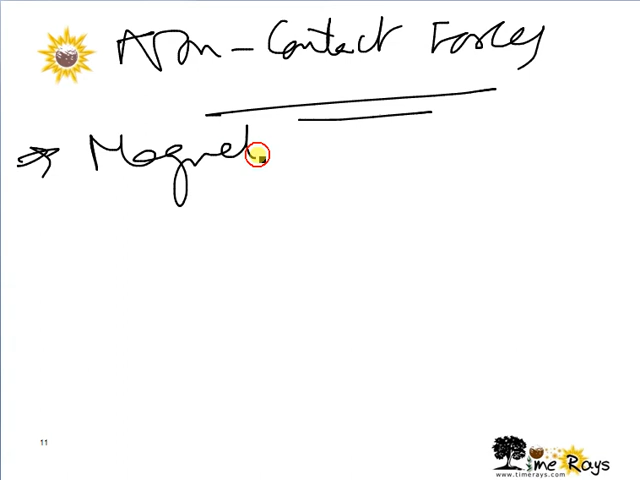 Non - Contact Forces
→ Magnet
11
Time Rays
www.timerays.com